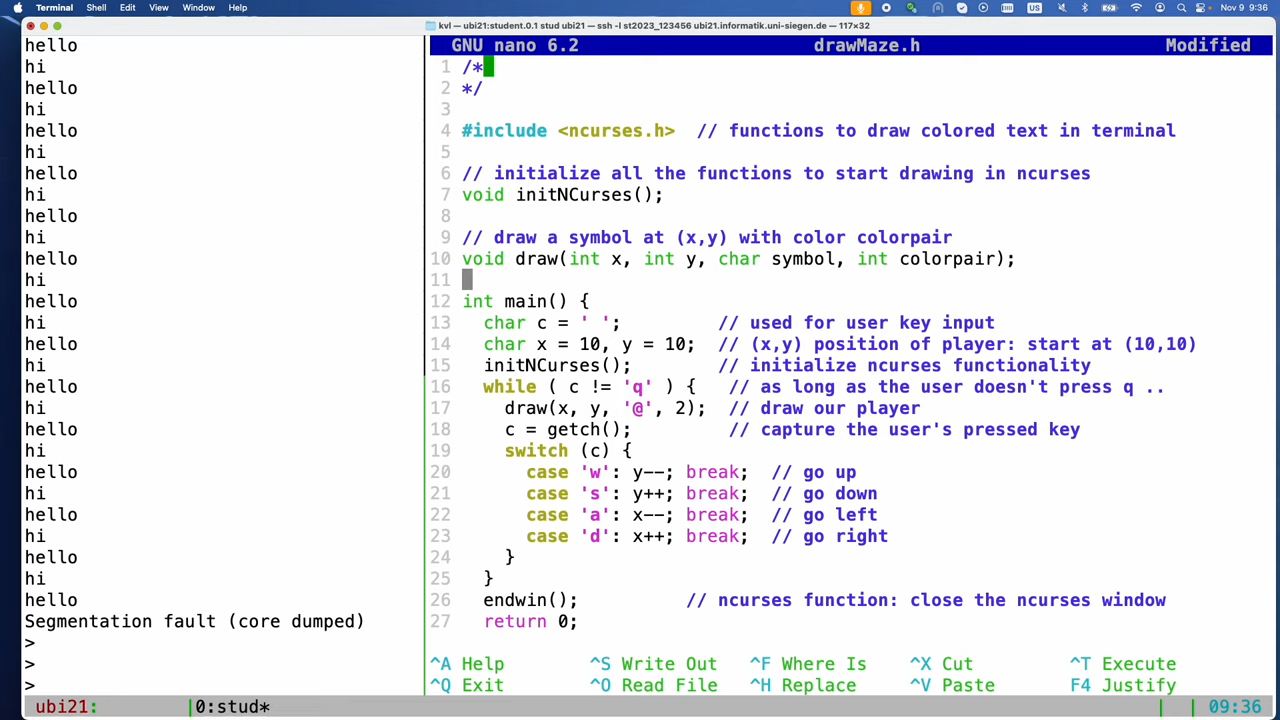 Terminal Shell Edit View Window Help
US
Nov 9 9:36
kvl — ubi21:student.0.1 stud ubi21 — ssh -l st2023_123456 ubi21.informatik.uni-siegen.de — 117×32
hello
hi
hello
hi
hello
hi
hello
hi
hello
hi
hello
hi
hello
hi
hello
hi
hello
hi
hello
hi
hello
hi
hello
hi
hello
hi
hello
Segmentation fault (core dumped)
>
>
>
GNU nano 6.2 drawMaze.h Modified
1 /*
2 */
3
4 #include <ncurses.h> // functions to draw colored text in terminal
5
6 // initialize all the functions to start drawing in ncurses
7 void initNCurses();
8
9 // draw a symbol at (x,y) with color colorpair
10 void draw(int x, int y, char symbol, int colorpair);
11
12 int main() {
13 char c = ' '; // used for user key input
14 char x = 10, y = 10; // (x,y) position of player: start at (10,10)
15 initNCurses(); // initialize ncurses functionality
16 while ( c != 'q' ) { // as long as the user doesn't press q ..
17 draw(x, y, '@', 2); // draw our player
18 c = getch(); // capture the user's pressed key
19 switch (c) {
20 case 'w': y--; break; // go up
21 case 's': y++; break; // go down
22 case 'a': x--; break; // go left
23 case 'd': x++; break; // go right
24 }
25 }
26 endwin(); // ncurses function: close the ncurses window
27 return 0;
^A Help ^S Write Out ^F Where Is ^X Cut ^T Execute
^Q Exit ^O Read File ^H Replace ^V Paste F4 Justify
ubi21: |0:stud* | | 09:36